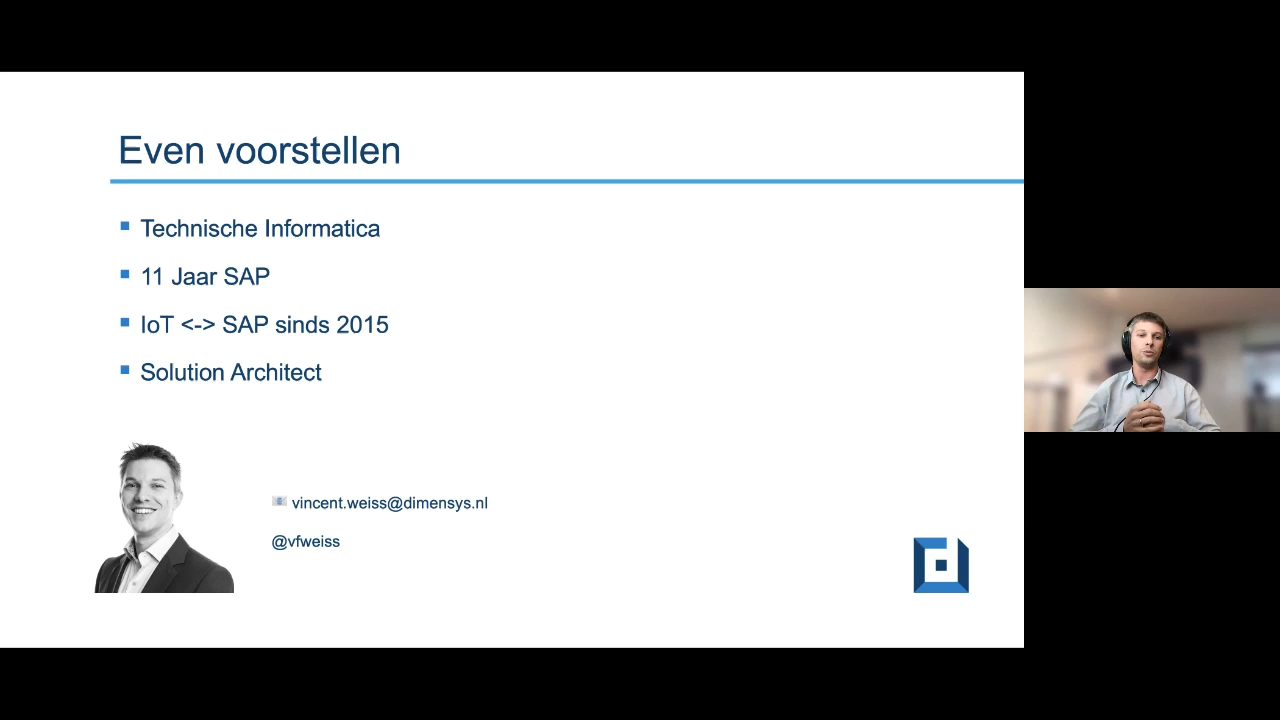 Even voorstellen
Technische Informatica
11 Jaar SAP
IoT <-> SAP sinds 2015
Solution Architect
vincent.weiss@dimensys.nl
@vfweiss